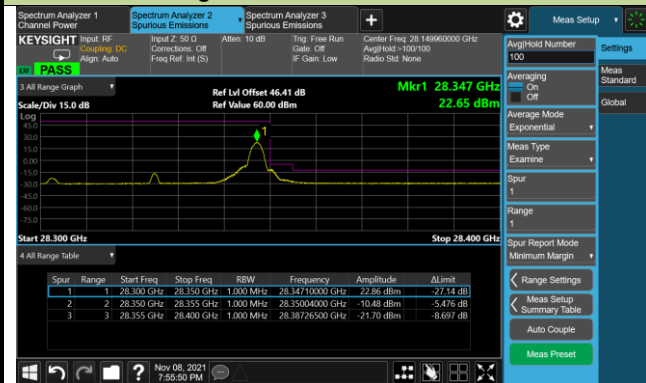 Spectrum Analyzer 1
Channel Power
Spectrum Analyzer 2
Spurious Emissions
Spectrum Analyzer 3
Spurious Emissions
Meas Setup
KEYSIGHT
Input: RF
Coupling: DC
Align: Auto
Input Z: 50 Ω
Corrections: Off
Freq Ref: Int (S)
Atten: 10 dB
Trig: Free Run
Gate: Off
IF Gain: Low
Center Freq: 28.149960000 GHz
Avg|Hold >100/100
Radio Std: None
PASS
3 All Range Graph
Scale/Div 15.0 dB
Ref Lvl Offset 46.41 dB
Ref Value 60.00 dBm
Mkr1 28.347 GHz
22.65 dBm
Log
45.0
30.0
15.0
0.00
-15.0
-30.0
-45.0
-60.0
-75.0
1
Start 28.300 GHz
Stop 28.400 GHz
4 All Range Table
Spur Range Start Freq Stop Freq RBW Frequency Amplitude ΔLimit
1 1 28.300 GHz 28.350 GHz 1.000 MHz 28.34710000 GHz 22.86 dBm -27.14 dB
2 2 28.350 GHz 28.355 GHz 1.000 MHz 28.35004000 GHz -10.48 dBm -5.476 dB
3 3 28.355 GHz 28.400 GHz 1.000 MHz 28.38726500 GHz -21.70 dBm -8.697 dB
Nov 08, 2021
7:55:50 PM
Avg|Hold Number
100
Averaging
On
Off
Average Mode
Exponential
Meas Type
Examine
Spur
1
Range
1
Spur Report Mode
Minimum Margin
Range Settings
Meas Setup
Summary Table
Auto Couple
Meas Preset
Settings
Meas
Standard
Global